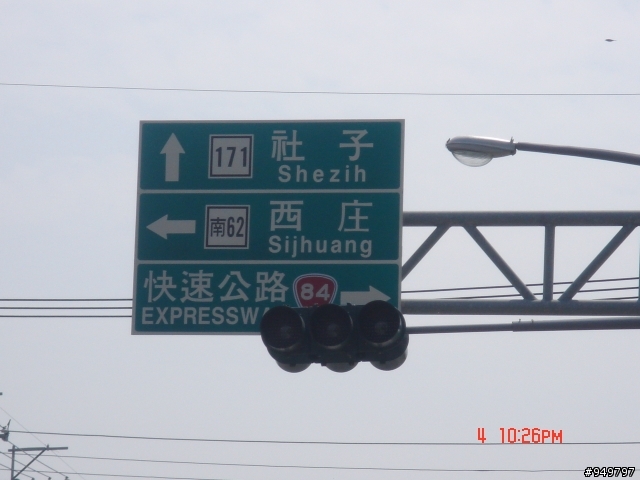 171 社子
Shezih
南62 西庄
Sijhuang
快速公路 84
4 10:26PM
#949797